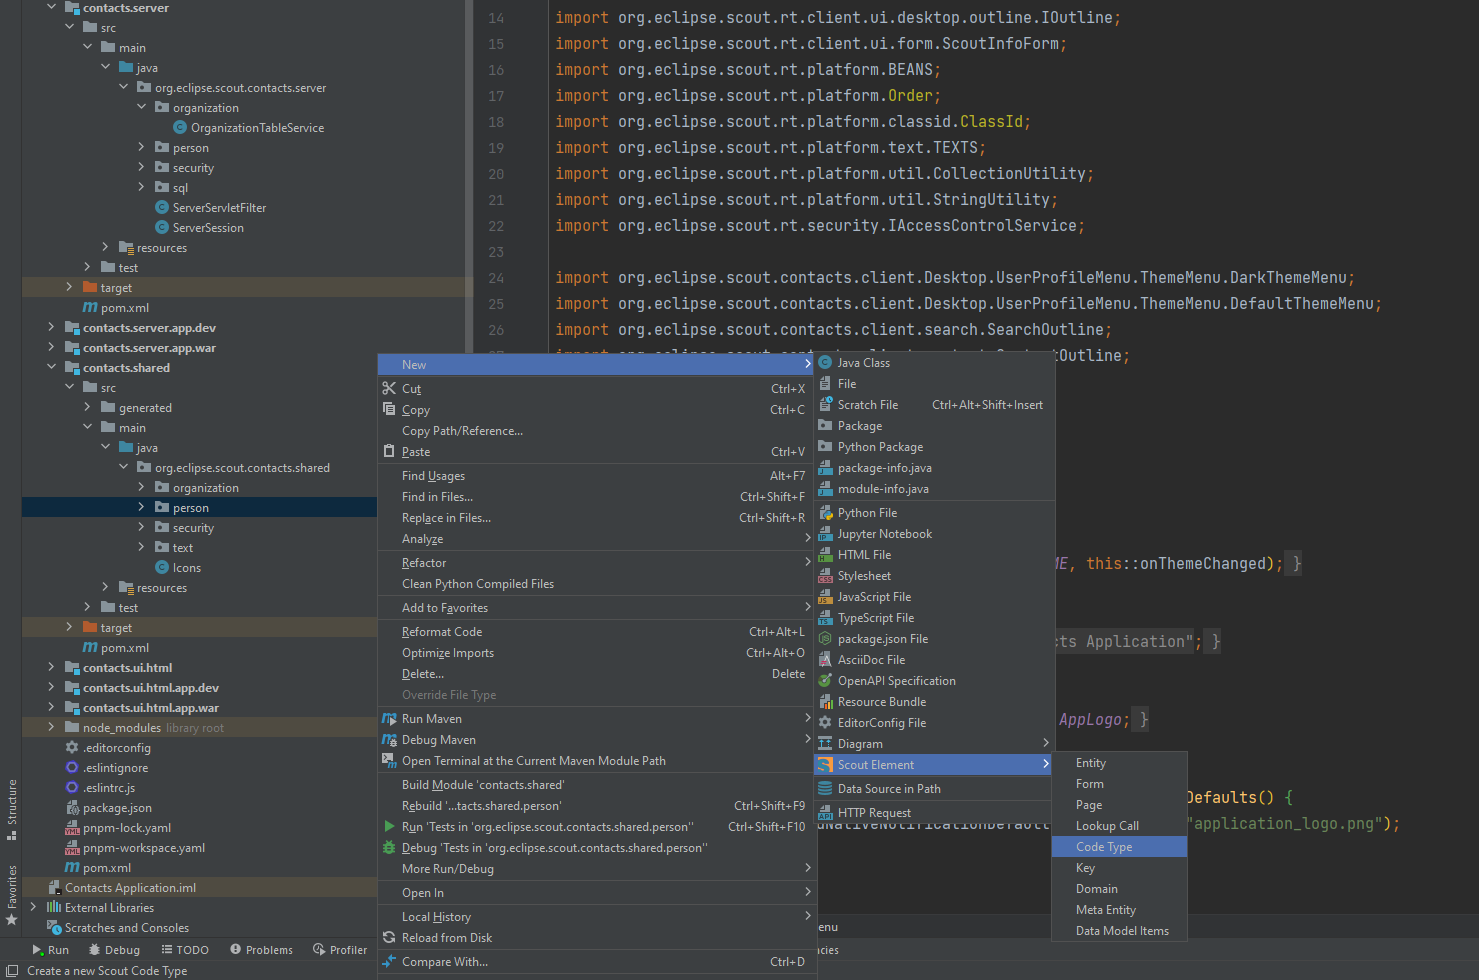 contacts.server
src
main
java
org.eclipse.scout.contacts.server
organization
OrganizationTableService
person
security
sql
ServerServletFilter
ServerSession
resources
test
target
pom.xml
contacts.server.app.dev
contacts.server.app.war
contacts.shared
src
generated
main
java
org.eclipse.scout.contacts.shared
organization
person
security
text
Icons
resources
test
target
pom.xml
contacts.ui.html
contacts.ui.html.app.dev
contacts.ui.html.app.war
node_modules library root
.editorconfig
.eslintignore
.eslintrc.js
package.json
pnpm-lock.yaml
pnpm-workspace.yaml
pom.xml
Contacts Application.iml
External Libraries
Scratches and Consoles
Structure
Favorites
14 import org.eclipse.scout.rt.client.ui.desktop.outline.IOutline;
15 import org.eclipse.scout.rt.client.ui.form.ScoutInfoForm;
16 import org.eclipse.scout.rt.platform.BEANS;
17 import org.eclipse.scout.rt.platform.Order;
18 import org.eclipse.scout.rt.platform.classid.ClassId;
19 import org.eclipse.scout.rt.platform.text.TEXTS;
20 import org.eclipse.scout.rt.platform.util.CollectionUtility;
21 import org.eclipse.scout.rt.platform.util.StringUtility;
22 import org.eclipse.scout.rt.security.IAccessControlService;
23
24 import org.eclipse.scout.contacts.client.Desktop.UserProfileMenu.ThemeMenu.DarkThemeMenu;
25 import org.eclipse.scout.contacts.client.Desktop.UserProfileMenu.ThemeMenu.DefaultThemeMenu;
26 import org.eclipse.scout.contacts.client.search.SearchOutline;
Outline;
ME, this::onThemeChanged); }
cts Application"; }
AppLogo; }
Defaults() {
"application_logo.png");
New
Cut Ctrl+X
Copy Ctrl+C
Copy Path/Reference...
Paste Ctrl+V
Find Usages Alt+F7
Find in Files... Ctrl+Shift+F
Replace in Files... Ctrl+Shift+R
Analyze
Refactor
Clean Python Compiled Files
Add to Favorites
Reformat Code Ctrl+Alt+L
Optimize Imports Ctrl+Alt+O
Delete... Delete
Override File Type
Run Maven
Debug Maven
Open Terminal at the Current Maven Module Path
Build Module 'contacts.shared'
Rebuild '...tacts.shared.person' Ctrl+Shift+F9
Run 'Tests in 'org.eclipse.scout.contacts.shared.person'' Ctrl+Shift+F10
Debug 'Tests in 'org.eclipse.scout.contacts.shared.person''
More Run/Debug
Open In
Local History
Reload from Disk
Compare With... Ctrl+D
Java Class
File
Scratch File Ctrl+Alt+Shift+Insert
Package
Python Package
package-info.java
module-info.java
Python File
Jupyter Notebook
HTML File
Stylesheet
JavaScript File
TypeScript File
package.json File
AsciiDoc File
OpenAPI Specification
Resource Bundle
EditorConfig File
Diagram
Scout Element
Data Source in Path
HTTP Request
Entity
Form
Page
Lookup Call
Code Type
Key
Domain
Meta Entity
Data Model Items
enu
cies
Run Debug TODO Problems Profiler
Create a new Scout Code Type